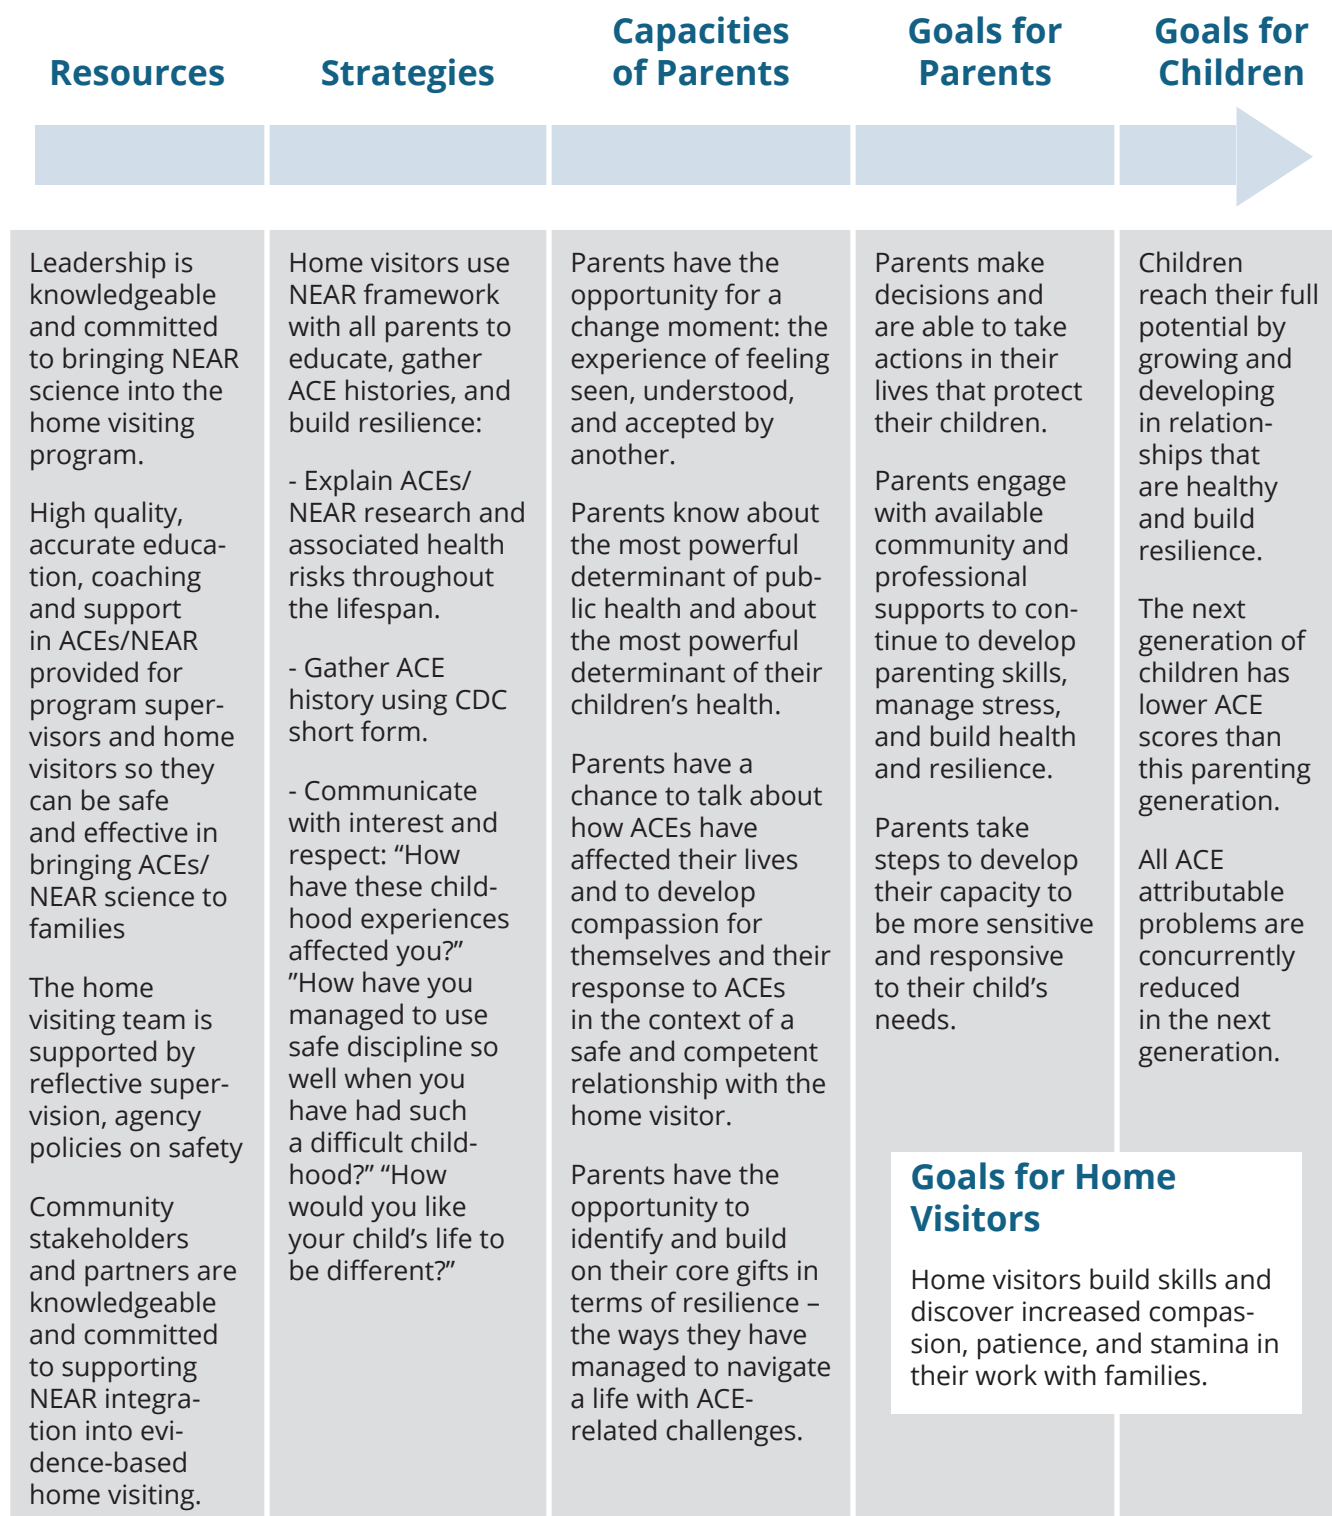 Resources
Strategies
Capacities
of Parents
Goals for
Parents
Goals for
Children
Leadership is
knowledgeable
and committed
to bringing NEAR
science into the
home visiting
program.
High quality,
accurate educa-
tion, coaching
and support
in ACEs/NEAR
provided for
program super-
visors and home
visitors so they
can be safe
and effective in
bringing ACEs/
NEAR science to
families
The home
visiting team is
supported by
reflective super-
vision, agency
policies on safety
Community
stakeholders
and partners are
knowledgeable
and committed
to supporting
NEAR integra-
tion into evi-
dence-based
home visiting.
Home visitors use
NEAR framework
with all parents to
educate, gather
ACE histories, and
build resilience:
- Explain ACEs/
NEAR research and
associated health
risks throughout
the lifespan.
- Gather ACE
history using CDC
short form.
- Communicate
with interest and
respect: “How
have these child-
hood experiences
affected you?”
”How have you
managed to use
safe discipline so
well when you
have had such
a difficult child-
hood?” “How
would you like
your child’s life to
be different?”
Parents have the
opportunity for a
change moment: the
experience of feeling
seen, understood,
and accepted by
another.
Parents know about
the most powerful
determinant of pub-
lic health and about
the most powerful
determinant of their
children’s health.
Parents have a
chance to talk about
how ACEs have
affected their lives
and to develop
compassion for
themselves and their
response to ACEs
in the context of a
safe and competent
relationship with the
home visitor.
Parents have the
opportunity to
identify and build
on their core gifts in
terms of resilience –
the ways they have
managed to navigate
a life with ACE-
related challenges.
Parents make
decisions and
are able to take
actions in their
lives that protect
their children.
Parents engage
with available
community and
professional
supports to con-
tinue to develop
parenting skills,
manage stress,
and build health
and resilience.
Parents take
steps to develop
their capacity to
be more sensitive
and responsive
to their child’s
needs.
Children
reach their full
potential by
growing and
developing
in relation-
ships that
are healthy
and build
resilience.
The next
generation of
children has
lower ACE
scores than
this parenting
generation.
All ACE
attributable
problems are
concurrently
reduced
in the next
generation.
Goals for Home
Visitors
Home visitors build skills and
discover increased compas-
sion, patience, and stamina in
their work with families.